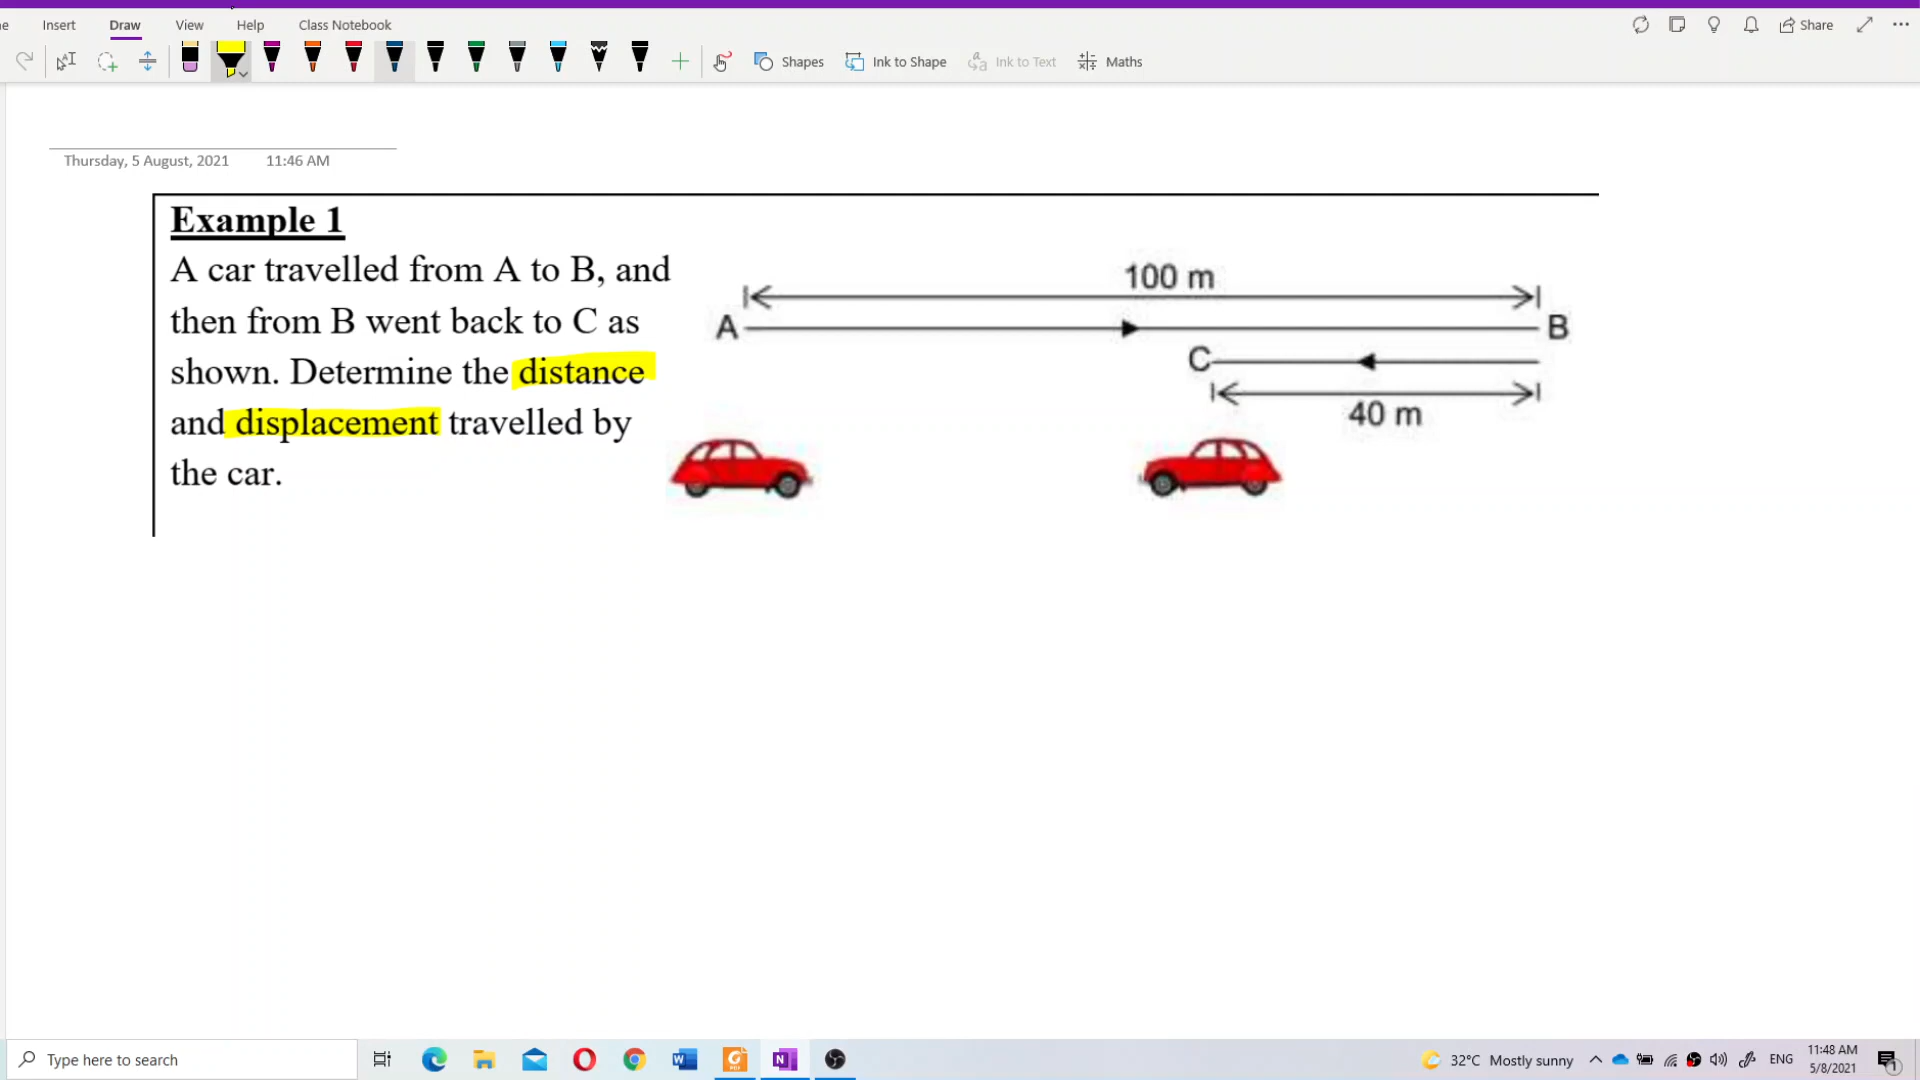 e Insert Draw View Help Class Notebook Share
Shapes Ink to Shape Ink to Text Maths
Thursday, 5 August, 2021 11:46 AM
Example 1
A car travelled from A to B, and
then from B went back to C as
shown. Determine the distance
and displacement travelled by
the car.
100 m
A B
C
40 m
Type here to search 32°C Mostly sunny ENG 11:48 AM
5/8/2021